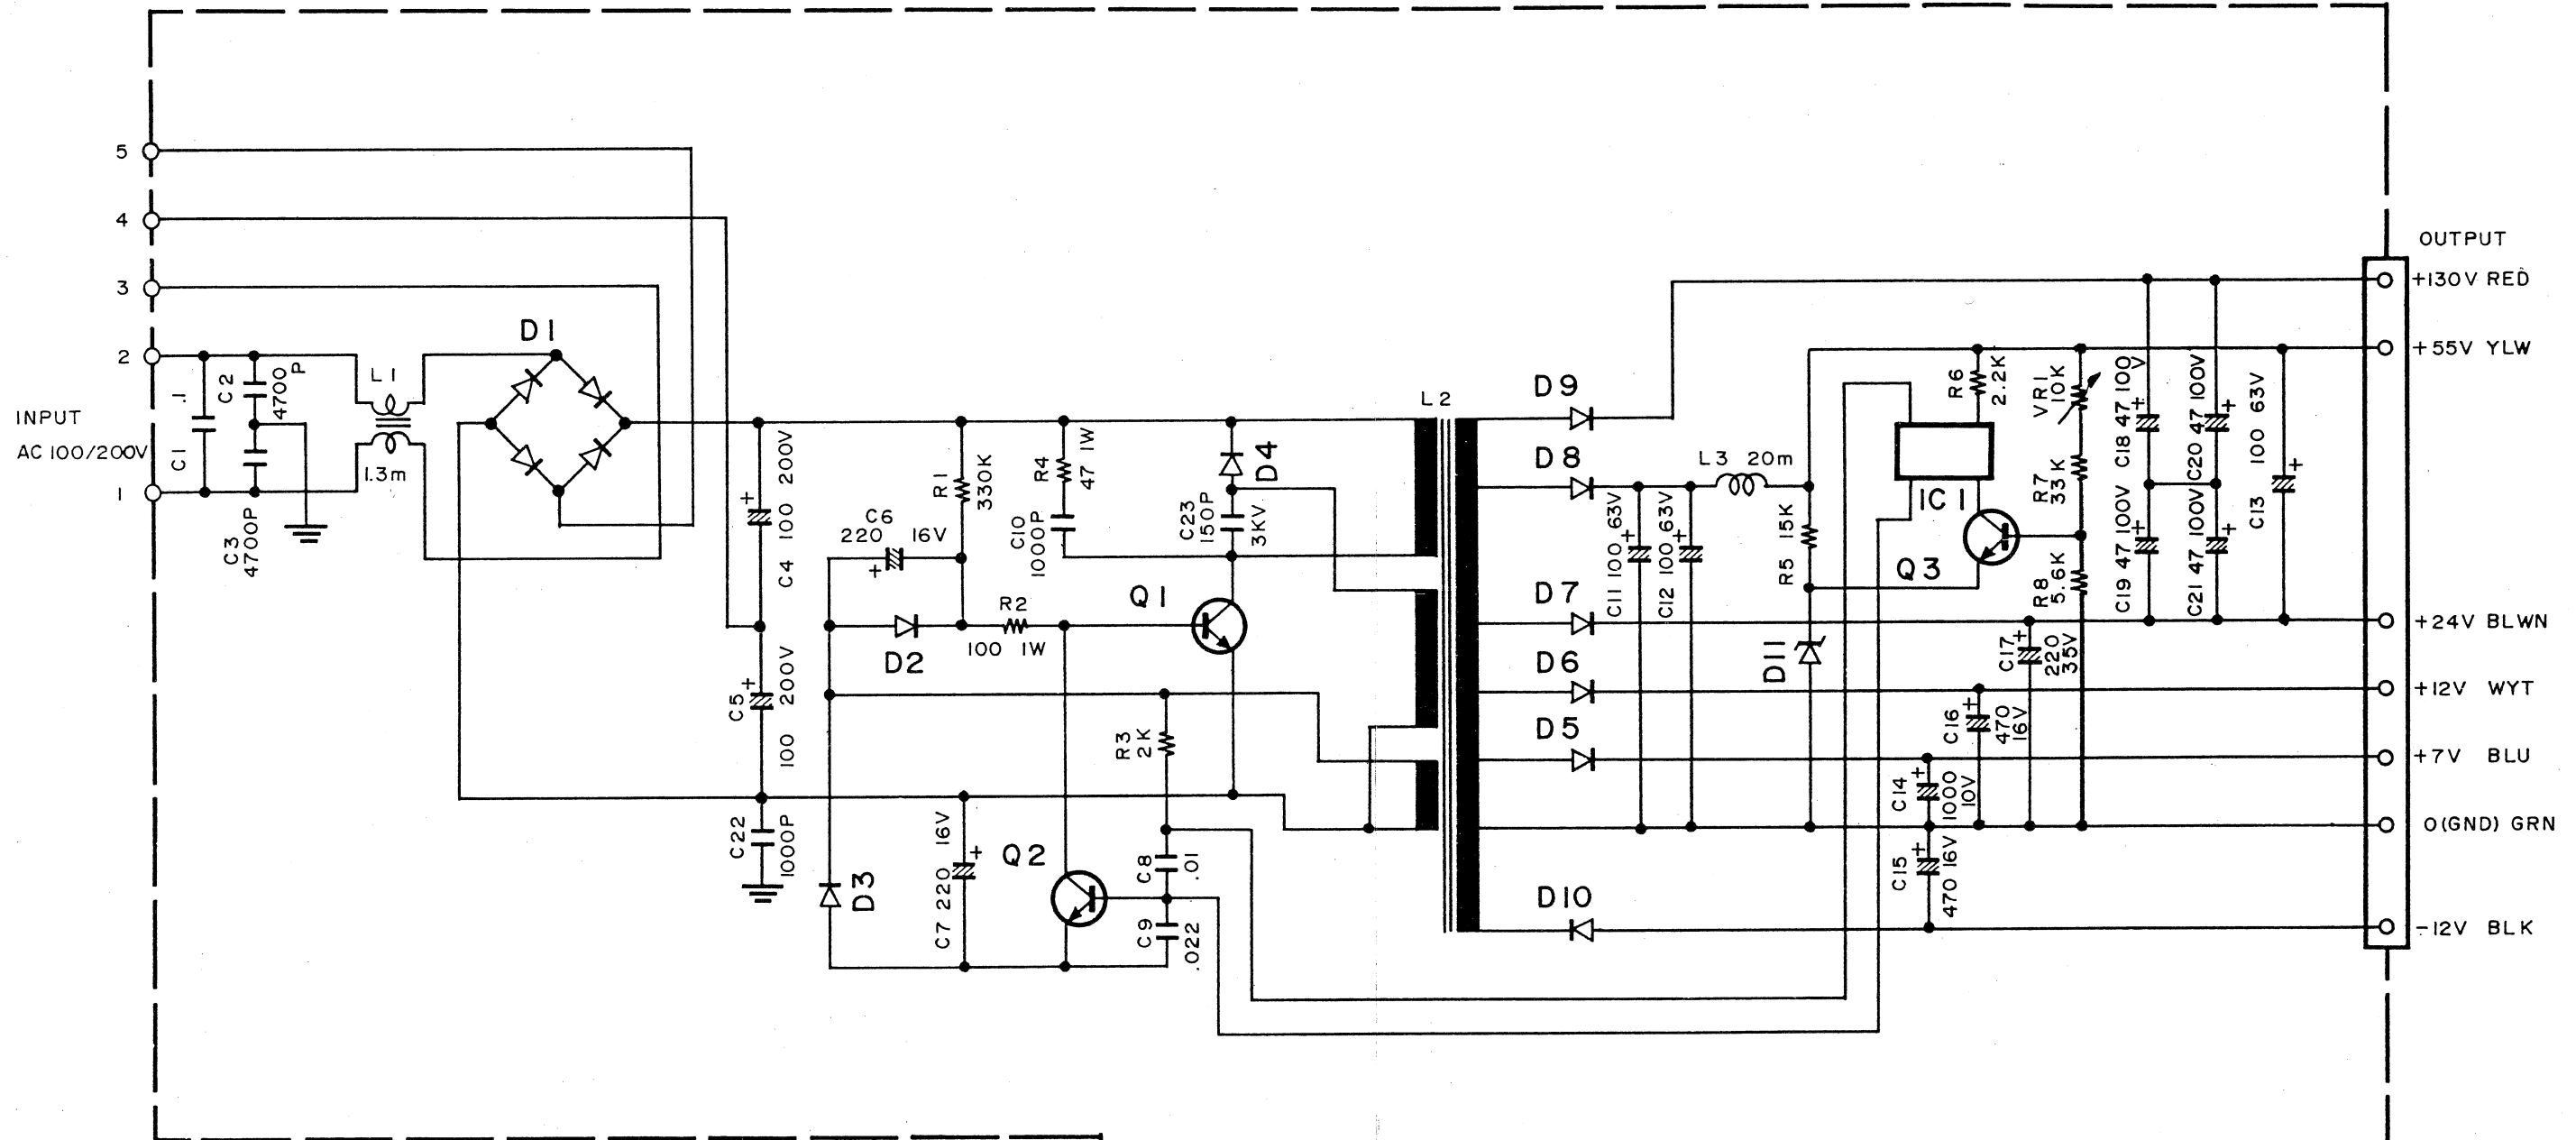 OUTPUT
+130V RED
+55V YLW
+24V BLWN
+12V WYT
+7V BLU
0(GND) GRN
-12V BLK
5
4
3
2
1
INPUT
AC 100/200V
C1 .1
C2
4700
P
C3
4700P
L1
1.3m
D1
C4 100 200V
C5
100 200V
C22
1000P
R1
330K
C6
220 16V
D2
R2
100 1W
R4
47 1W
C10
1000P
D4
C23
150P
3KV
Q1
R3
2K
D3
C7 220 16V
Q2
C8 .01
C9
.022
L2
D9
D8
D7
D6
D5
D10
C11 100 63V
C12 100 63V
L3 20m
R5 15K
D11
IC1
Q3
R6
2.2K
VR1
10K
R7
33K
R8
5.6K
C18 47 100
V
C19 47 100V
C20 47 100V
C21 47 100V
C13 100 63V
C17
220
35V
C16
470
16V
C14
1000
10V
C15
470 16V